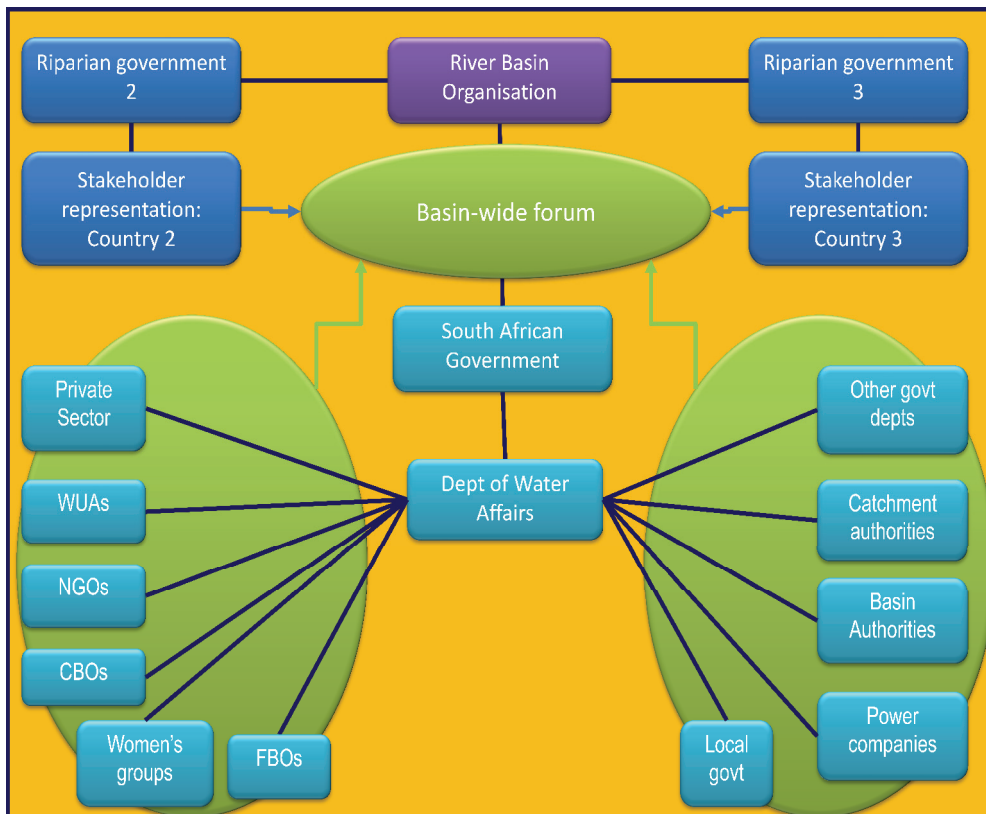 Riparian government
2
River Basin
Organisation
Riparian government
3
Stakeholder
representation:
Country 2
Basin-wide forum
Stakeholder
representation:
Country 3
South African
Government
Private
Sector
Other govt
depts
Dept of Water
Affairs
WUAs
Catchment
authorities
NGOs
Basin
Authorities
CBOs
Women's
groups
FBOs
Local
govt
Power
companies